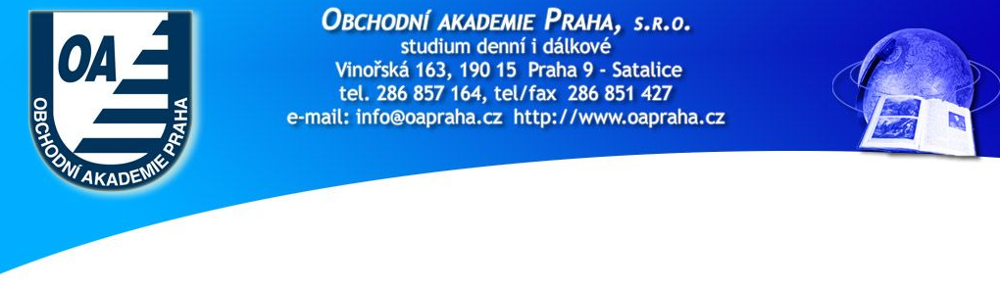 OBCHODNÍ AKADEMIE PRAHA, S.R.O.
studium denní i dálkové
Vinořská 163, 190 15 Praha 9 - Satalice
tel. 286 857 164, tel/fax 286 851 427
e-mail: info@oapraha.cz http://www.oapraha.cz
OA
OBCHODNÍ AKADEMIE PRAHA